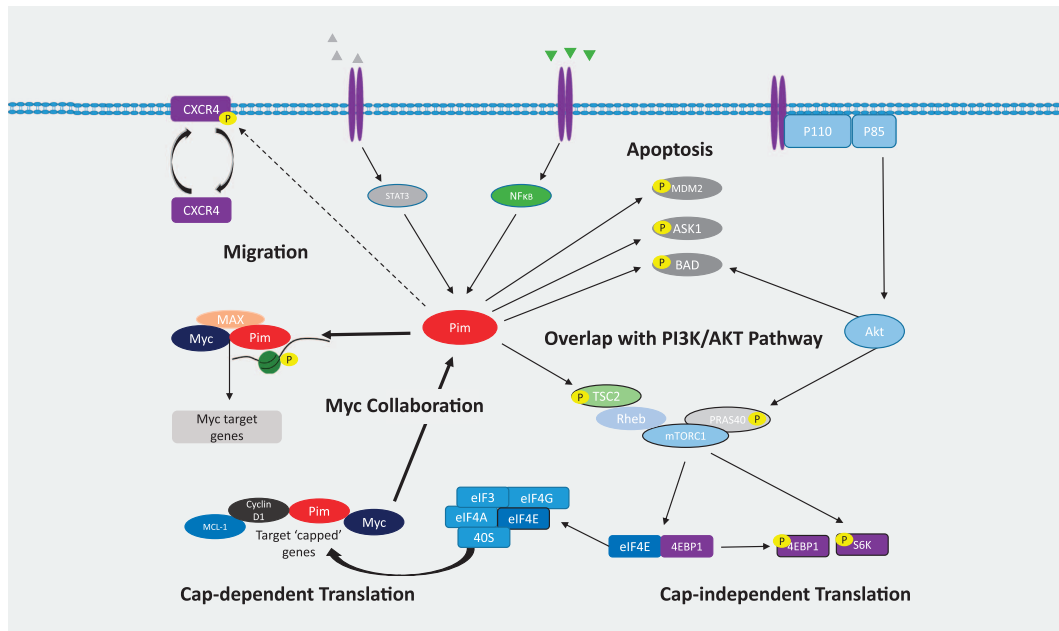 CXCR4
P
P110
P85
Apoptosis
P
MDM2
STAT3
NFκB
CXCR4
P
ASK1
Migration
P
BAD
MAX
Myc
Pim
P
Pim
Overlap with PI3K/AKT Pathway
Akt
Myc Collaboration
P
TSC2
Rheb
PRAS40
P
mTORC1
Myc target
genes
MCL-1
Cyclin
D1
Pim
Myc
Target ‘capped’
genes
eIF3
eIF4G
eIF4A
eIF4E
40S
eIF4E
4EBP1
P
4EBP1
P
S6K
Cap-dependent Translation
Cap-independent Translation